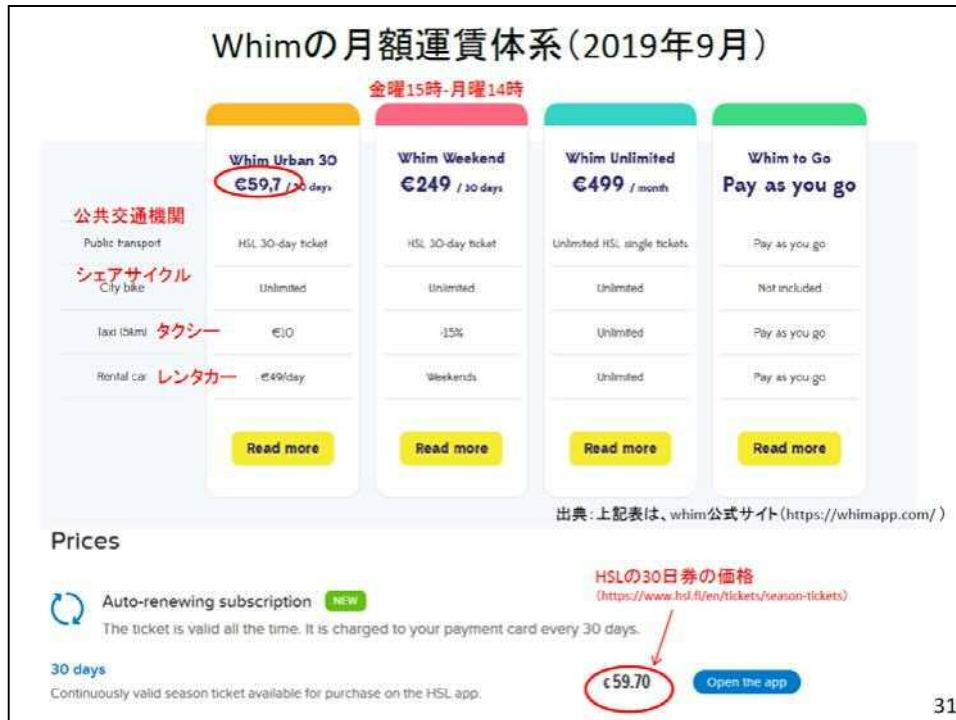 Whimの月額運賃体系(2019年9月)
金曜15時-月曜14時
Whim Urban 30
€59,7 / 30 days
Whim Weekend
€249 / 30 days
Whim Unlimited
€499 / month
Whim to Go
Pay as you go
公共交通機関
Public transport
HSL 30-day ticket
HSL 30-day ticket
Unlimited HSL single tickets
Pay as you go
シェアサイクル
City bike
Unlimited
Unlimited
Unlimited
Not included
Taxi (5km) タクシー
€10
-15%
Unlimited
Pay as you go
Rental car レンタカー
€49/day
Weekends
Unlimited
Pay as you go
Read more
Read more
Read more
Read more
出典:上記表は、whim公式サイト(https://whimapp.com/ )
Prices
HSLの30日券の価格
(https://www.hsl.fi/en/tickets/season-tickets)
Auto-renewing subscription NEW
The ticket is valid all the time. It is charged to your payment card every 30 days.
30 days
Continuously valid season ticket available for purchase on the HSL app.
€59.70
Open the app
31